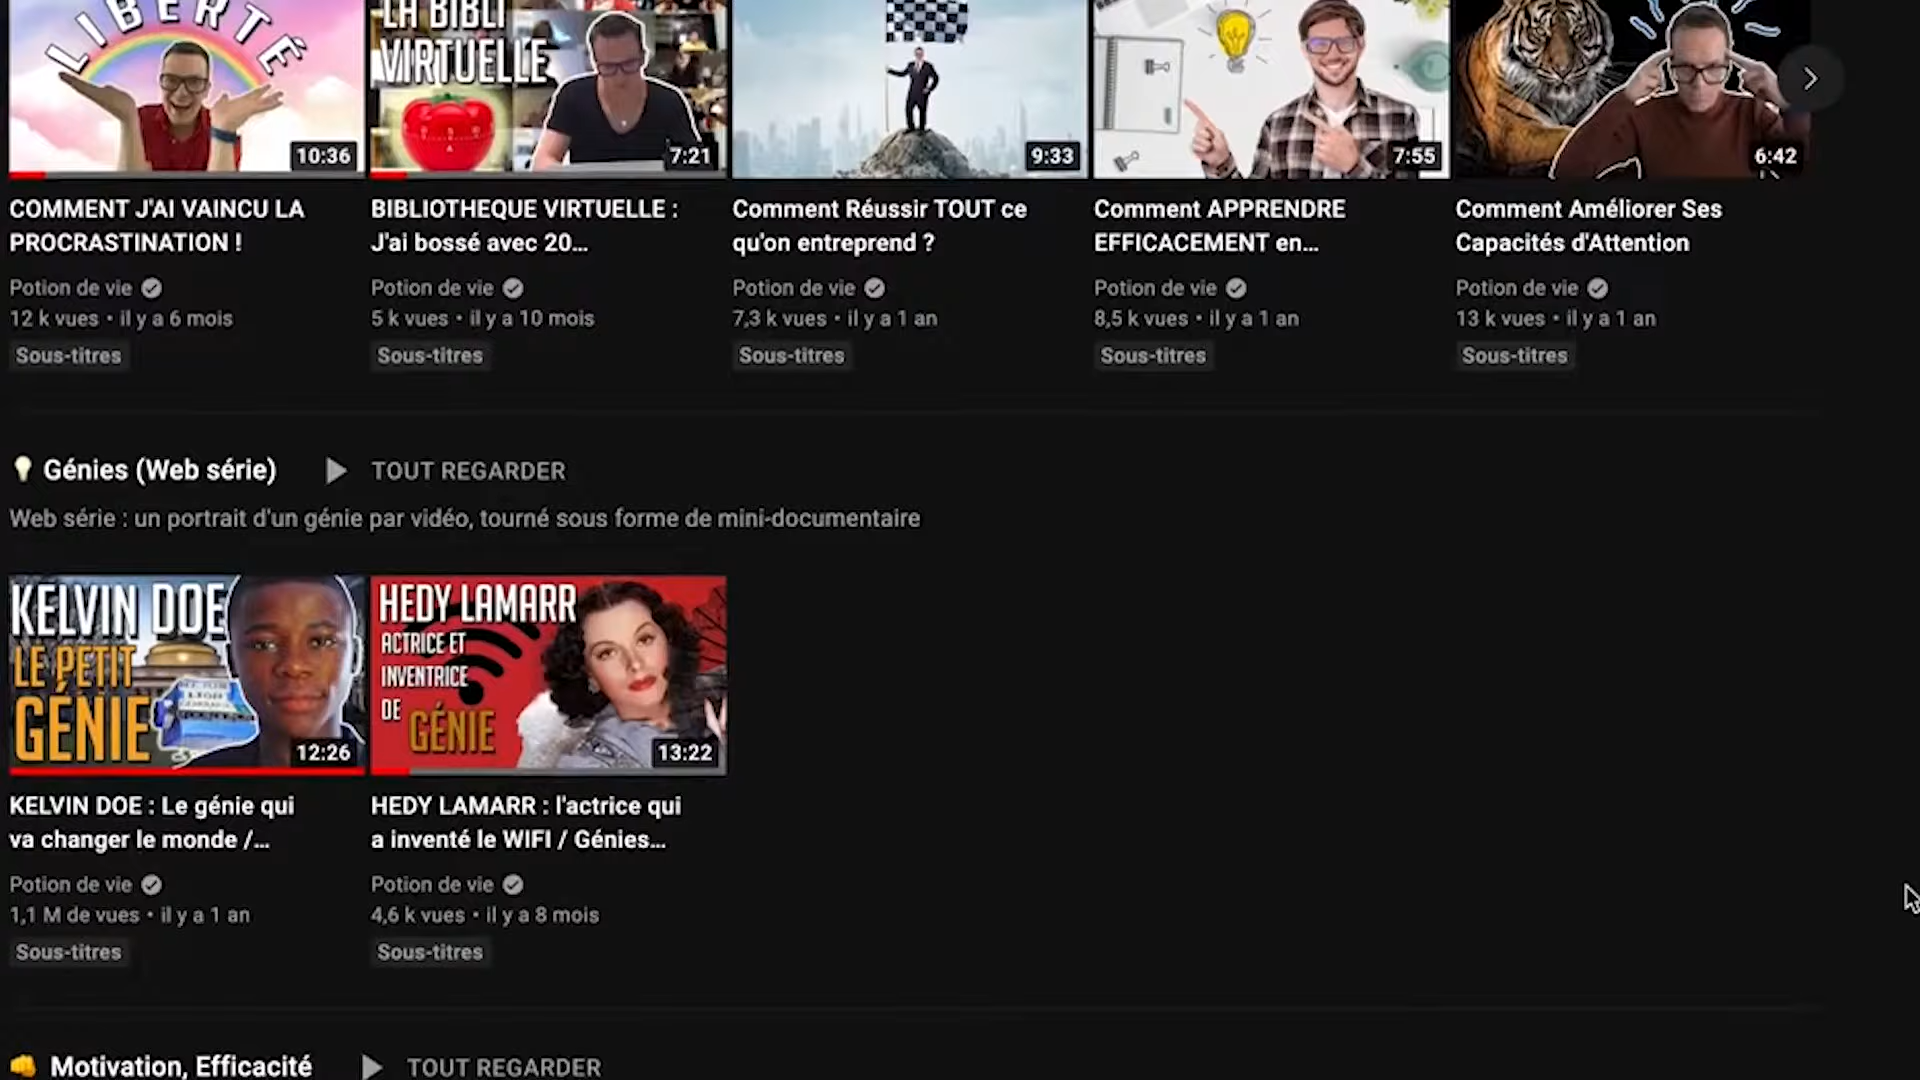 LIBERTÉ
LA BIBLI
VIRTUELLE
10:36
7:21
9:33
7:55
6:42
COMMENT J'AI VAINCU LA
PROCRASTINATION !
Potion de vie
12 k vues • il y a 6 mois
Sous-titres
BIBLIOTHEQUE VIRTUELLE :
J'ai bossé avec 20...
Potion de vie
5 k vues • il y a 10 mois
Sous-titres
Comment Réussir TOUT ce
qu'on entreprend ?
Potion de vie
7,3 k vues • il y a 1 an
Sous-titres
Comment APPRENDRE
EFFICACEMENT en...
Potion de vie
8,5 k vues • il y a 1 an
Sous-titres
Comment Améliorer Ses
Capacités d'Attention
Potion de vie
13 k vues • il y a 1 an
Sous-titres
Génies (Web série)
TOUT REGARDER
Web série : un portrait d'un génie par vidéo, tourné sous forme de mini-documentaire
KELVIN DOE
LE PETIT
GÉNIE
12:26
HEDY LAMARR
ACTRICE ET
INVENTRICE
DE GÉNIE
13:22
KELVIN DOE : Le génie qui
va changer le monde /...
Potion de vie
1,1 M de vues • il y a 1 an
Sous-titres
HEDY LAMARR : l'actrice qui
a inventé le WIFI / Génies...
Potion de vie
4,6 k vues • il y a 8 mois
Sous-titres
Motivation, Efficacité
TOUT REGARDER